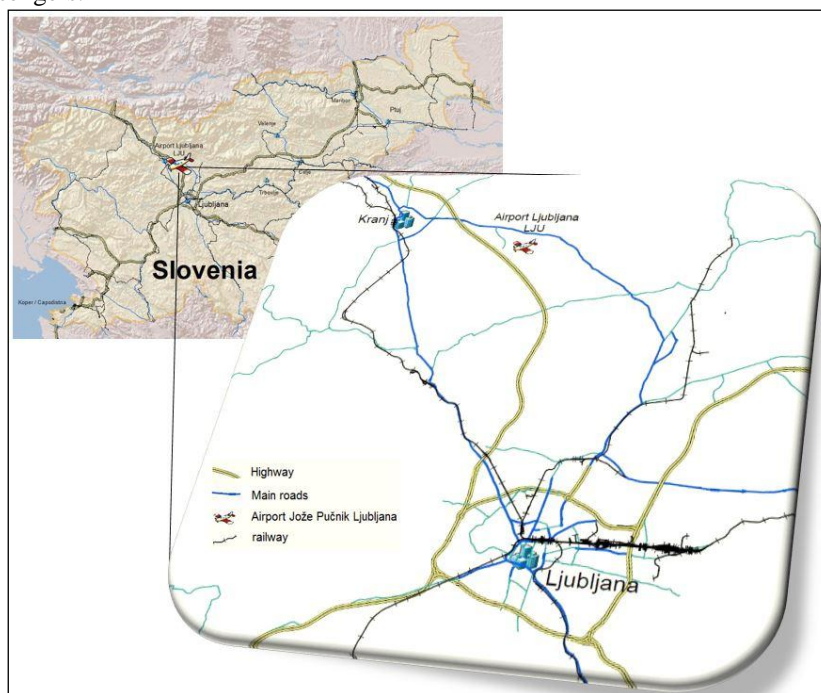 Maribor
Ptuj
Velenje
Airport Ljubljana
LJU
Celje
Trbovlje
Ljubljana
Slovenia
Koper / Capodistria
Kranj
Airport Ljubljana
LJU
Highway
Main roads
Airport Jože Pučnik Ljubljana
railway
Ljubljana